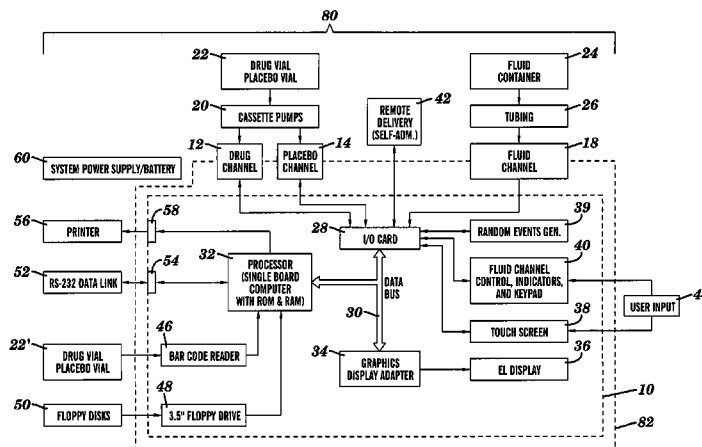 80
22
DRUG VIAL
PLACEBO VIAL
24
FLUID
CONTAINER
20
CASSETTE PUMPS
42
REMOTE
DELIVERY
(SELF-ADM.)
26
TUBING
12
DRUG
CHANNEL
14
PLACEBO
CHANNEL
18
FLUID
CHANNEL
60
SYSTEM POWER SUPPLY/BATTERY
56
PRINTER
58
28
I/O CARD
39
RANDOM EVENTS GEN.
52
RS-232 DATA LINK
54
32
PROCESSOR
(SINGLE BOARD
COMPUTER
WITH ROM & RAM)
DATA
BUS
30
40
FLUID CHANNEL
CONTROL, INDICATORS,
AND KEYPAD
4
USER INPUT
38
TOUCH SCREEN
22'
DRUG VIAL
PLACEBO VIAL
46
BAR CODE READER
34
GRAPHICS
DISPLAY ADAPTER
36
EL DISPLAY
50
FLOPPY DISKS
48
3.5" FLOPPY DRIVE
10
82